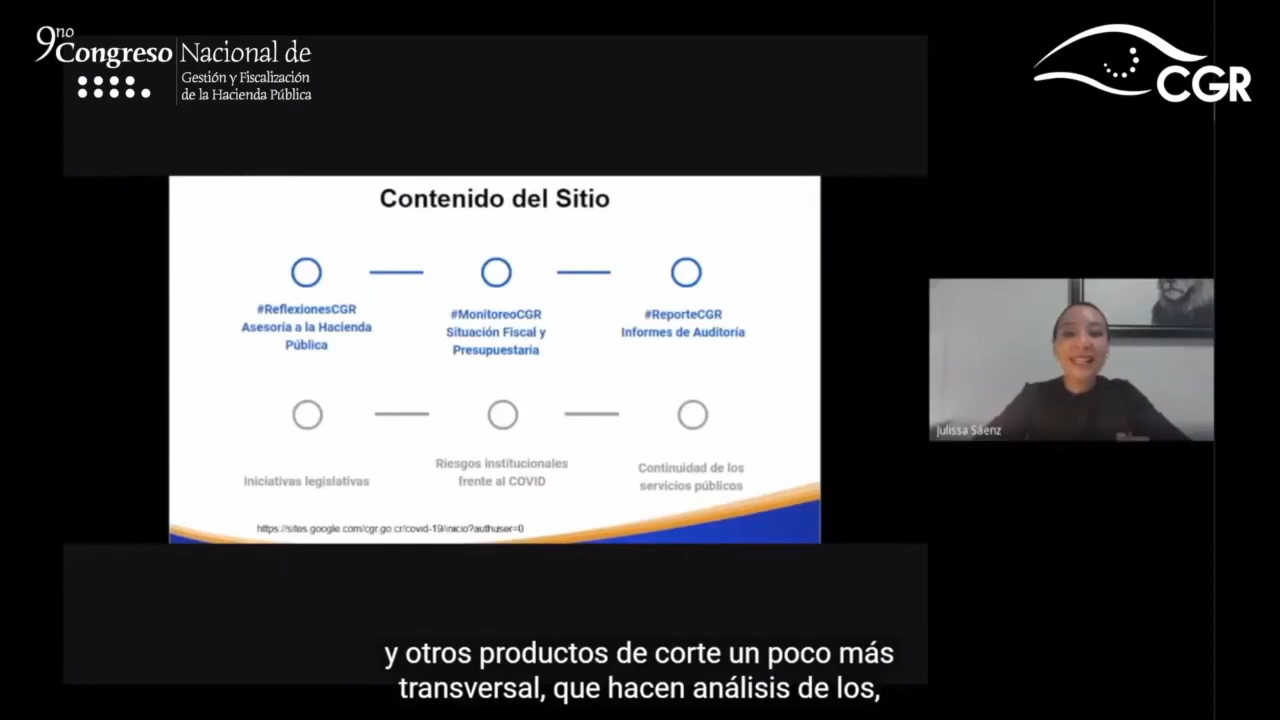 9no
Congreso
Nacional de
Gestión y Fiscalización
de la Hacienda Pública
CGR
Contenido del Sitio
#ReflexionesCGR
Asesoría a la Hacienda
Pública
#MonitoreoCGR
Situación Fiscal y
Presupuestaria
#ReporteCGR
Informes de Auditoría
Iniciativas legislativas
Riesgos institucionales
frente al COVID
Continuidad de los
servicios públicos
https://sites.google.com/cgr.go.cr/covid-19/inicio?authuser=0
Julissa Sáenz
y otros productos de corte un poco más
transversal, que hacen análisis de los,